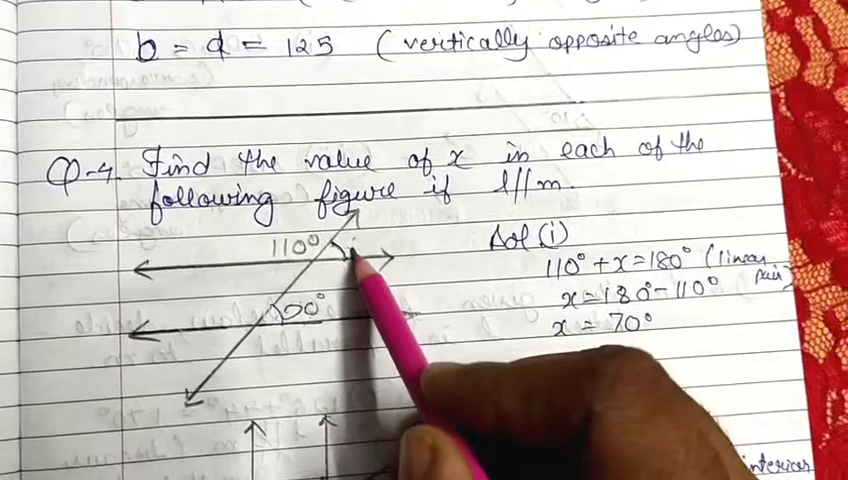 b = d = 125 (vertically opposite angles)
Q-4. Find the value of x in each of the
following figure if l//m.
110°
Sol (i)
110° + x = 180° (linear
pair)
x = 180° - 110°
x = 70°
interior